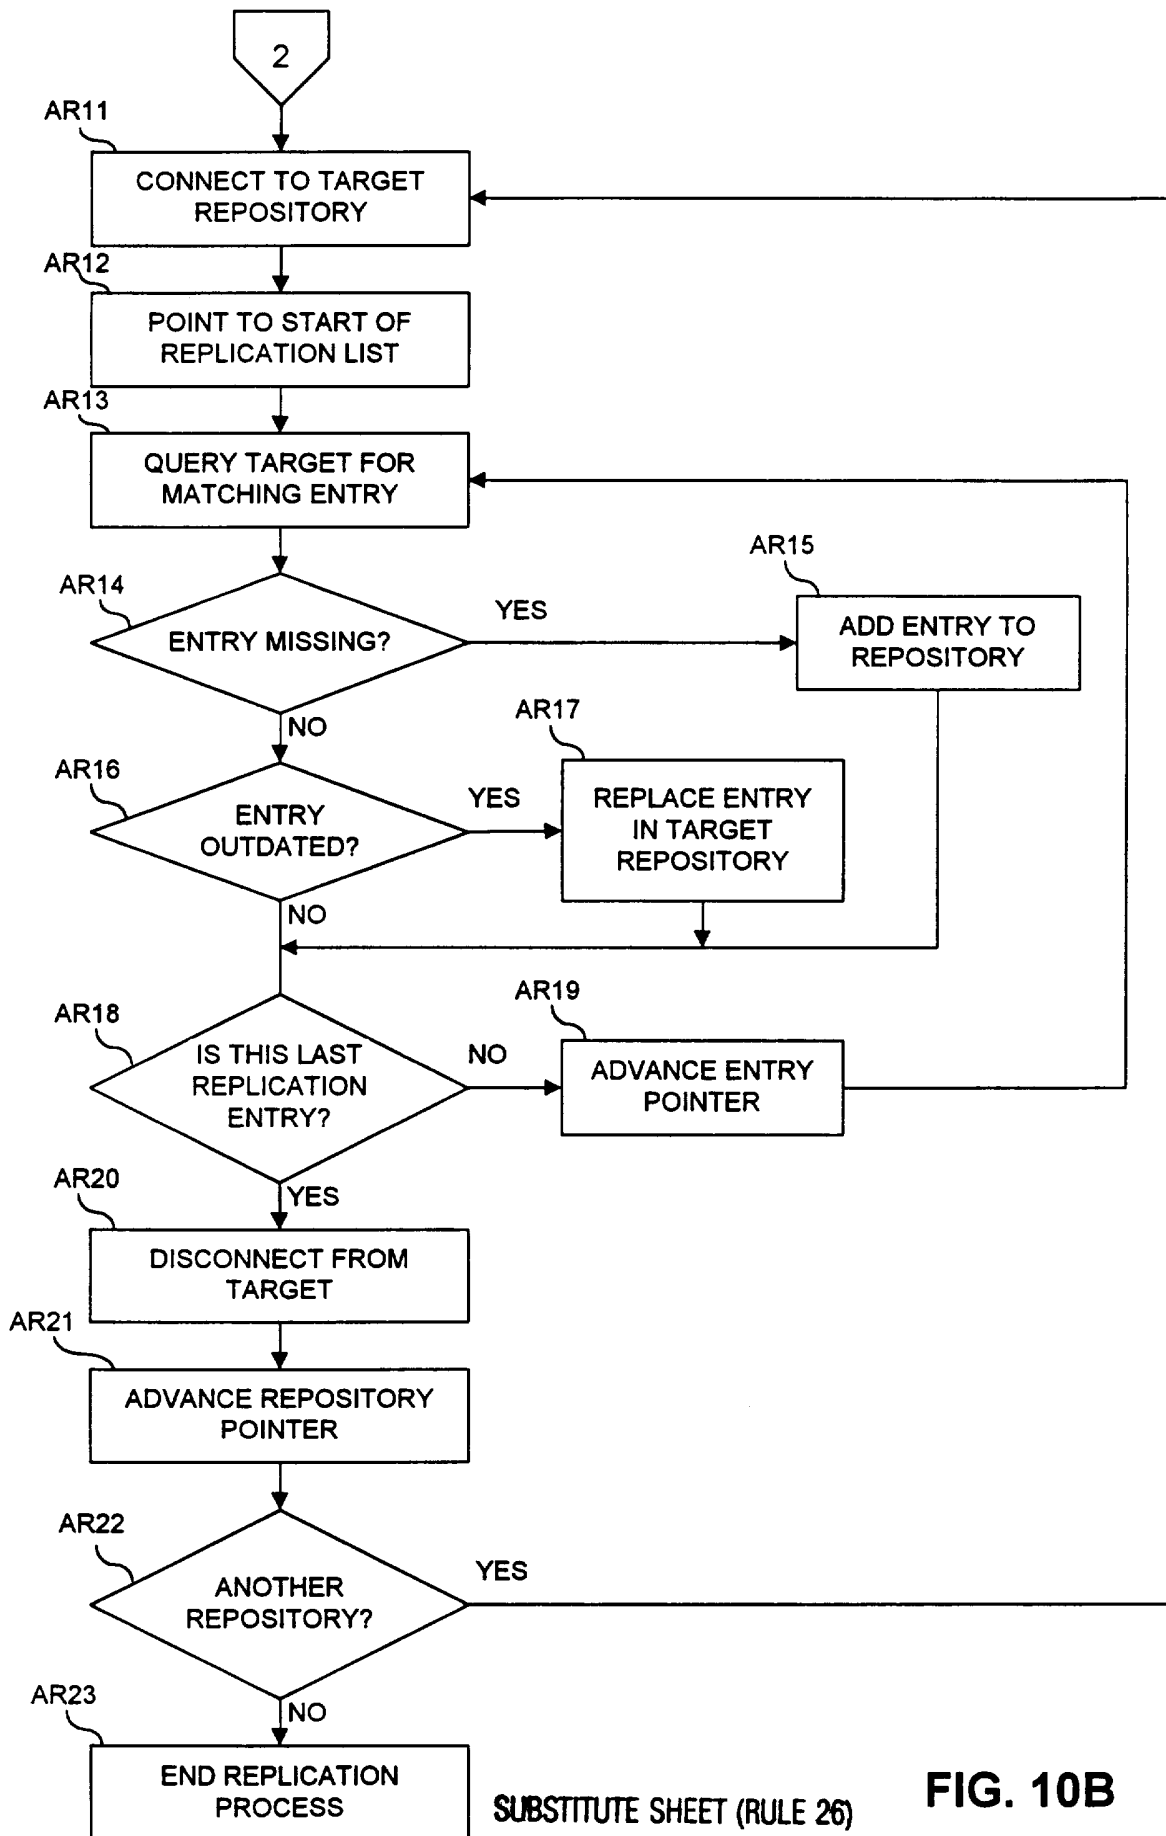 2
AR11
CONNECT TO TARGET
REPOSITORY
AR12
POINT TO START OF
REPLICATION LIST
AR13
QUERY TARGET FOR
MATCHING ENTRY
AR14
ENTRY MISSING?
YES
NO
AR15
ADD ENTRY TO
REPOSITORY
AR16
ENTRY
OUTDATED?
YES
NO
AR17
REPLACE ENTRY
IN TARGET
REPOSITORY
AR18
IS THIS LAST
REPLICATION
ENTRY?
NO
YES
AR19
ADVANCE ENTRY
POINTER
AR20
DISCONNECT FROM
TARGET
AR21
ADVANCE REPOSITORY
POINTER
AR22
ANOTHER
REPOSITORY?
YES
NO
AR23
END REPLICATION
PROCESS
SUBSTITUTE SHEET (RULE 26)
FIG. 10B